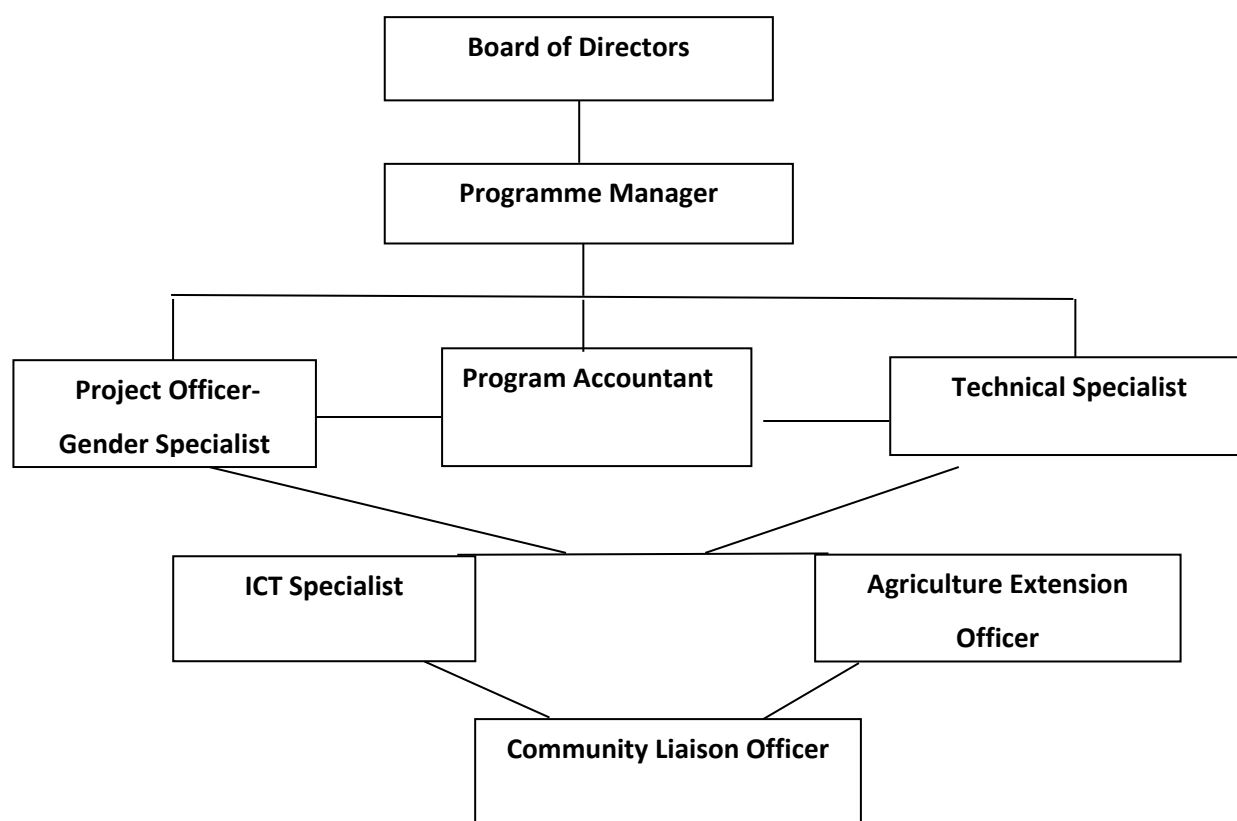 Board of Directors
Programme Manager
Project Officer-
Gender Specialist
Program Accountant
Technical Specialist
ICT Specialist
Agriculture Extension
Officer
Community Liaison Officer